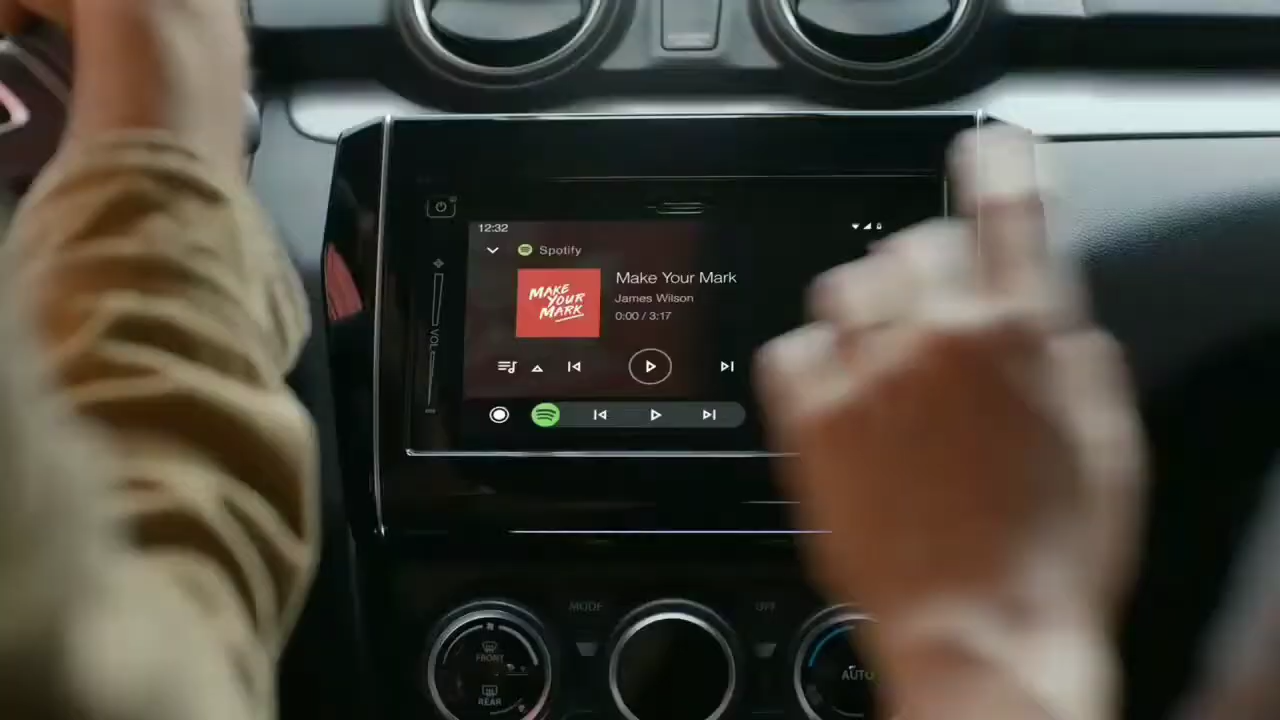 12:32
Spotify
MAKE
YOUR
MARK
Make Your Mark
James Wilson
0:00 / 3:17
VOL
MODE
OFF
FRONT
REAR
AUTO